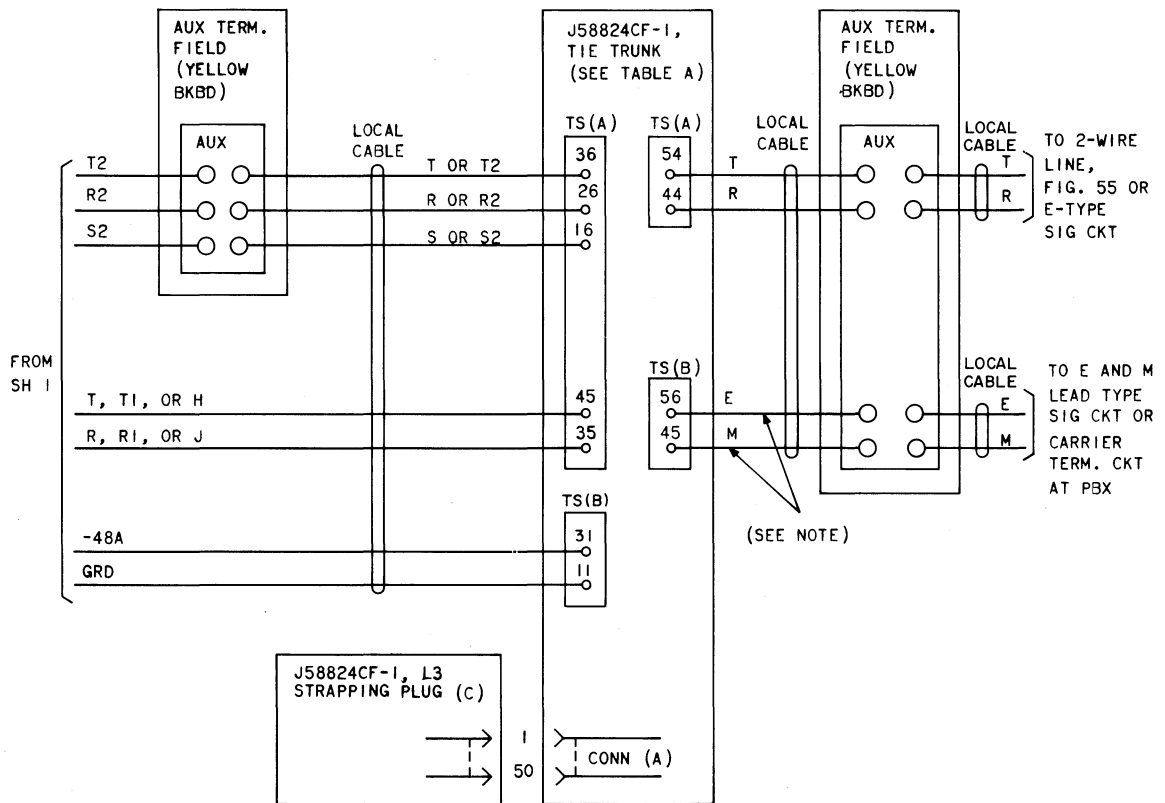 AUX TERM.
FIELD
(YELLOW
BKBD)
AUX
J58824CF-1,
TIE TRUNK
(SEE TABLE A)
AUX TERM.
FIELD
(YELLOW
BKBD)
AUX
LOCAL
CABLE
TS(A)
TS(A)
LOCAL
CABLE
LOCAL
CABLE
T2
T OR T2
36
54
T
T
R2
R OR R2
26
44
R
R
S2
S OR S2
16
TO 2-WIRE
LINE,
FIG. 55 OR
E-TYPE
SIG CKT
FROM
SH 1
T, T1, OR H
45
R, R1, OR J
35
TS(B)
56
E
45
M
LOCAL
CABLE
E
M
TO E AND M
LEAD TYPE
SIG CKT OR
CARRIER
TERM. CKT
AT PBX
(SEE NOTE)
TS(B)
-48A
31
GRD
11
J58824CF-1, L3
STRAPPING PLUG (C)
1
50
CONN (A)